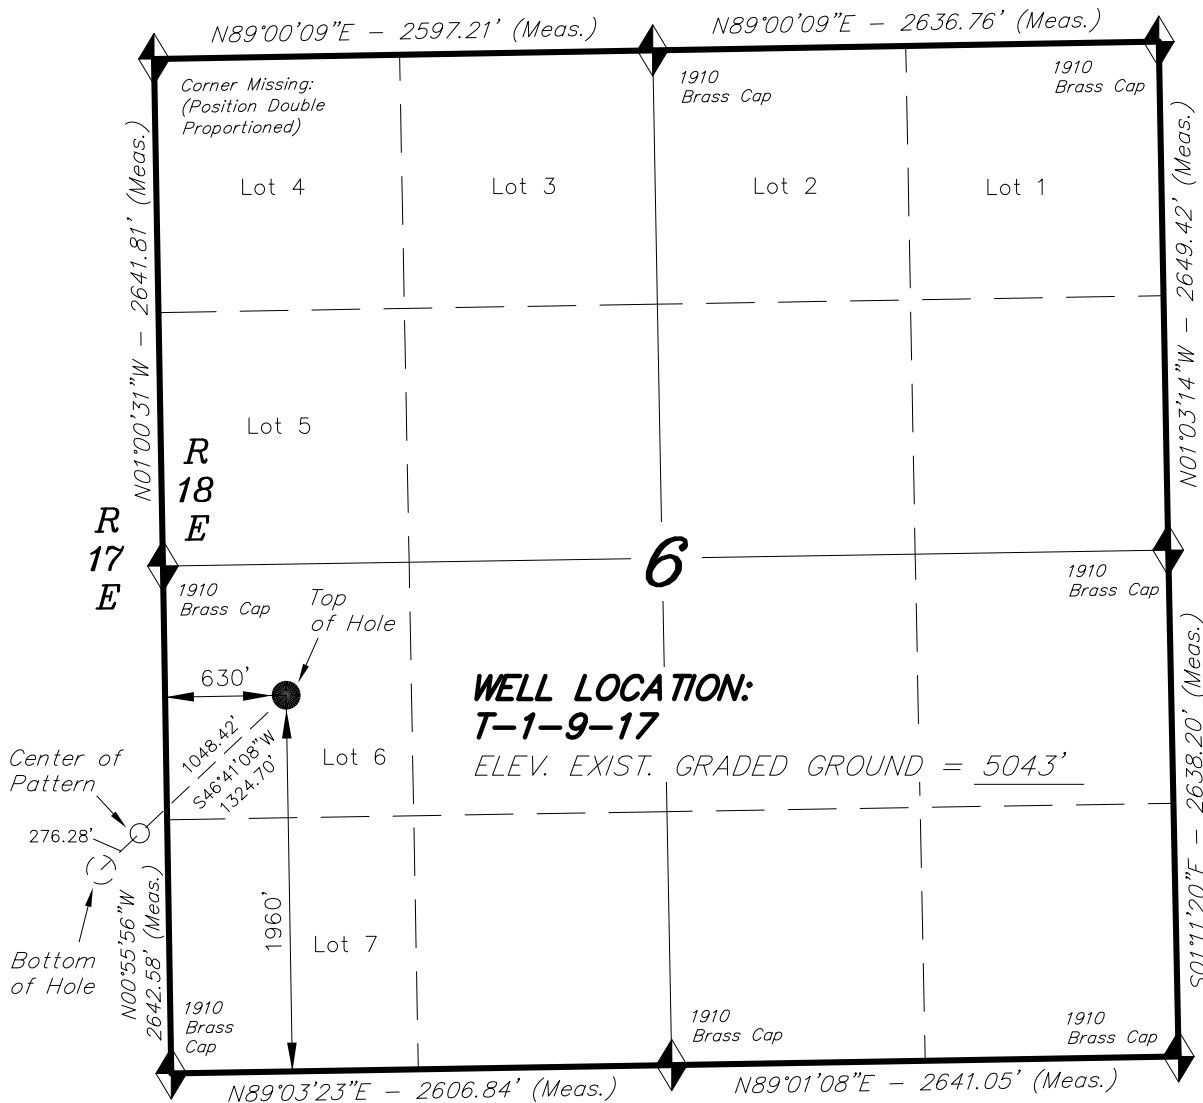 N89°00'09"E - 2597.21' (Meas.)
N89°00'09"E - 2636.76' (Meas.)
Corner Missing:
(Position Double
Proportioned)
1910
Brass Cap
1910
Brass Cap
N01°00'31"W - 2641.81' (Meas.)
N01°03'14"W - 2649.42' (Meas.)
Lot 4
Lot 3
Lot 2
Lot 1
Lot 5
R
18
E
R
17
E
6
1910
Brass Cap
1910
Brass Cap
Top
of Hole
630'
WELL LOCATION:
T-1-9-17
ELEV. EXIST. GRADED GROUND = 5043'
1048.42'
S46°41'08"W
1324.70'
Lot 6
Center of
Pattern
276.28'
Bottom
of Hole
N00°55'56"W
2642.58' (Meas.)
1960'
Lot 7
S01°11'20"E - 2638.20' (Meas.)
1910
Brass
Cap
1910
Brass Cap
1910
Brass Cap
N89°03'23"E - 2606.84' (Meas.)
N89°01'08"E - 2641.05' (Meas.)